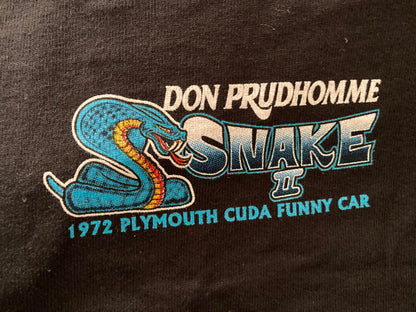 DON PRUDHOMME
SNAKE
II
1972 PLYMOUTH CUDA FUNNY CAR